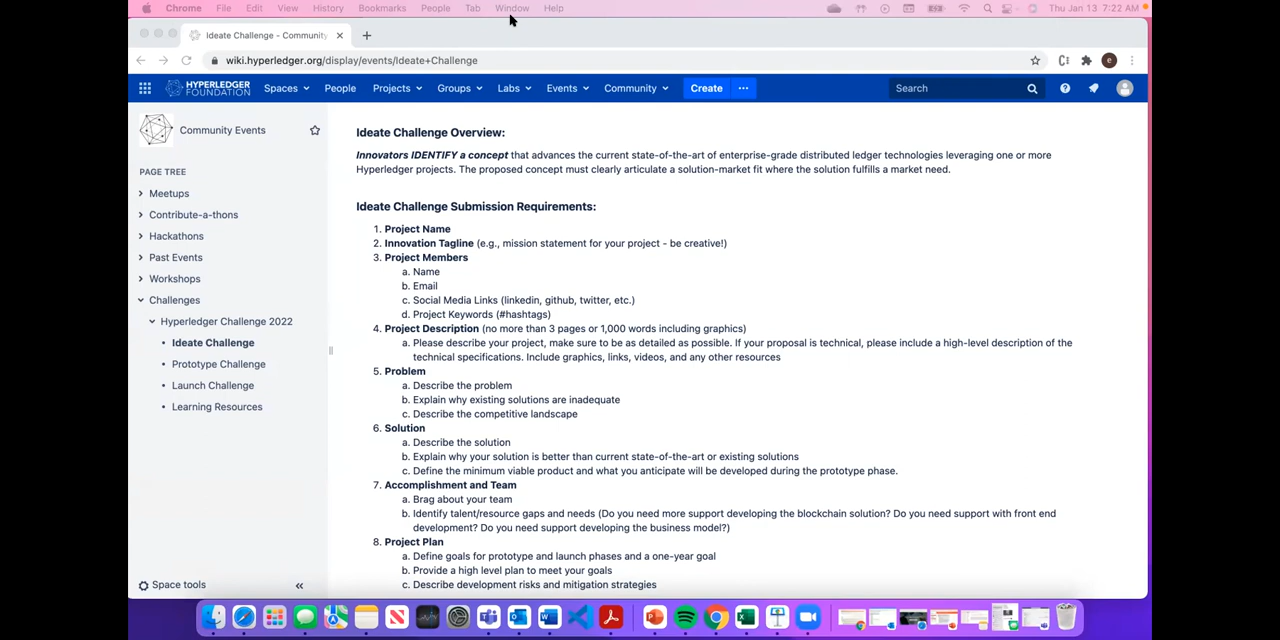 Chrome File Edit View History Bookmarks People Tab Window Help Thu Jan 13 7:22 AM
Ideate Challenge - Community
wiki.hyperledger.org/display/events/Ideate+Challenge
HYPERLEDGER FOUNDATION Spaces People Projects Groups Labs Events Community Create Search
Community Events
PAGE TREE
Meetups
Contribute-a-thons
Hackathons
Past Events
Workshops
Challenges
Hyperledger Challenge 2022
Ideate Challenge
Prototype Challenge
Launch Challenge
Learning Resources
Space tools
Ideate Challenge Overview:
Innovators IDENTIFY a concept that advances the current state-of-the-art of enterprise-grade distributed ledger technologies leveraging one or more
Hyperledger projects. The proposed concept must clearly articulate a solution-market fit where the solution fulfills a market need.
Ideate Challenge Submission Requirements:
1. Project Name
2. Innovation Tagline (e.g., mission statement for your project - be creative!)
3. Project Members
a. Name
b. Email
c. Social Media Links (linkedin, github, twitter, etc.)
d. Project Keywords (#hashtags)
4. Project Description (no more than 3 pages or 1,000 words including graphics)
a. Please describe your project, make sure to be as detailed as possible. If your proposal is technical, please include a high-level description of the
technical specifications. Include graphics, links, videos, and any other resources
5. Problem
a. Describe the problem
b. Explain why existing solutions are inadequate
c. Describe the competitive landscape
6. Solution
a. Describe the solution
b. Explain why your solution is better than current state-of-the-art or existing solutions
c. Define the minimum viable product and what you anticipate will be developed during the prototype phase.
7. Accomplishment and Team
a. Brag about your team
b. Identify talent/resource gaps and needs (Do you need more support developing the blockchain solution? Do you need support with front end
development? Do you need support developing the business model?)
8. Project Plan
a. Define goals for prototype and launch phases and a one-year goal
b. Provide a high level plan to meet your goals
c. Describe development risks and mitigation strategies